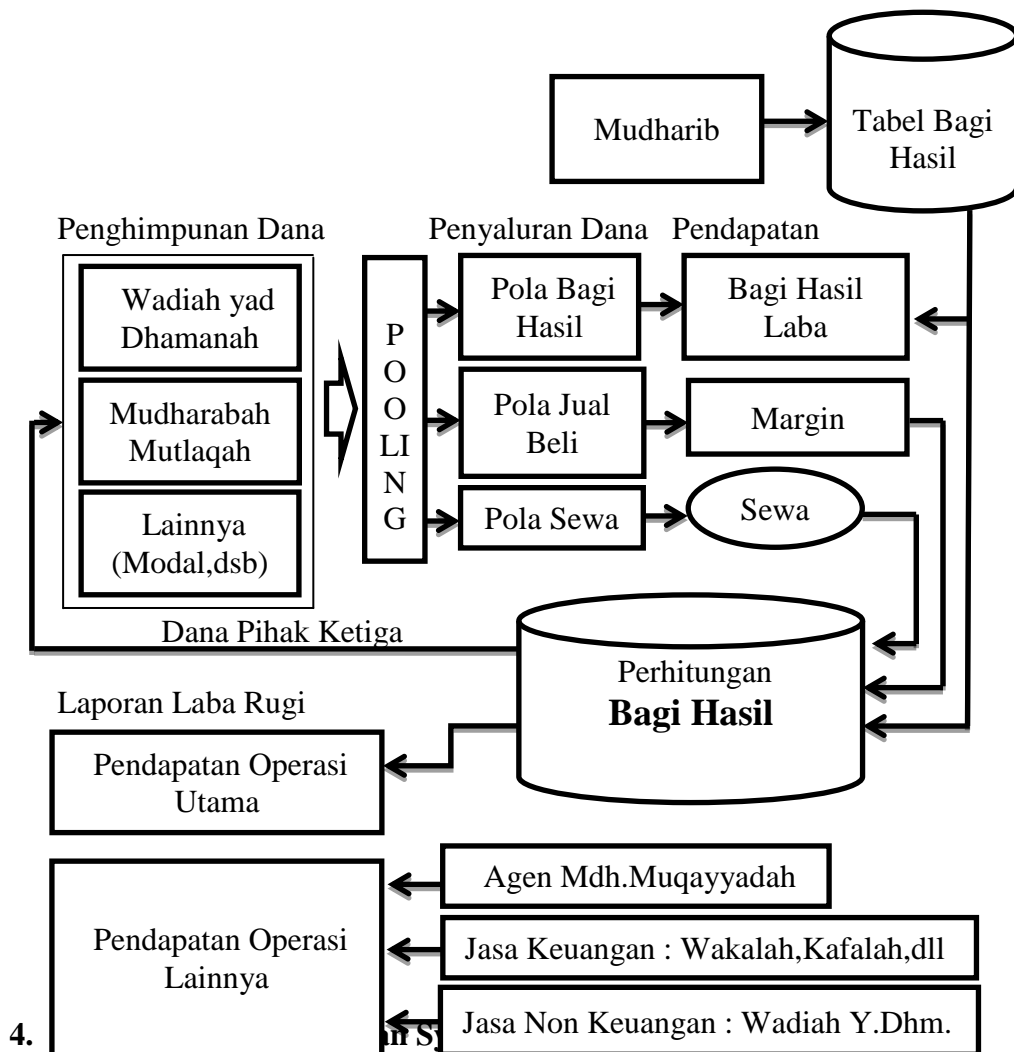 Mudharib
Tabel Bagi
Hasil
Penghimpunan Dana
Penyaluran Dana
Pendapatan
Wadiah yad
Dhamanah
Mudharabah
Mutlaqah
Lainnya
(Modal,dsb)
P
O
O
LI
N
G
Pola Bagi
Hasil
Bagi Hasil
Laba
Pola Jual
Beli
Margin
Pola Sewa
Sewa
Dana Pihak Ketiga
Perhitungan
Bagi Hasil
Laporan Laba Rugi
Pendapatan Operasi
Utama
Pendapatan Operasi
Lainnya
Agen Mdh.Muqayyadah
Jasa Keuangan : Wakalah,Kafalah,dll
Jasa Non Keuangan : Wadiah Y.Dhm.
4.